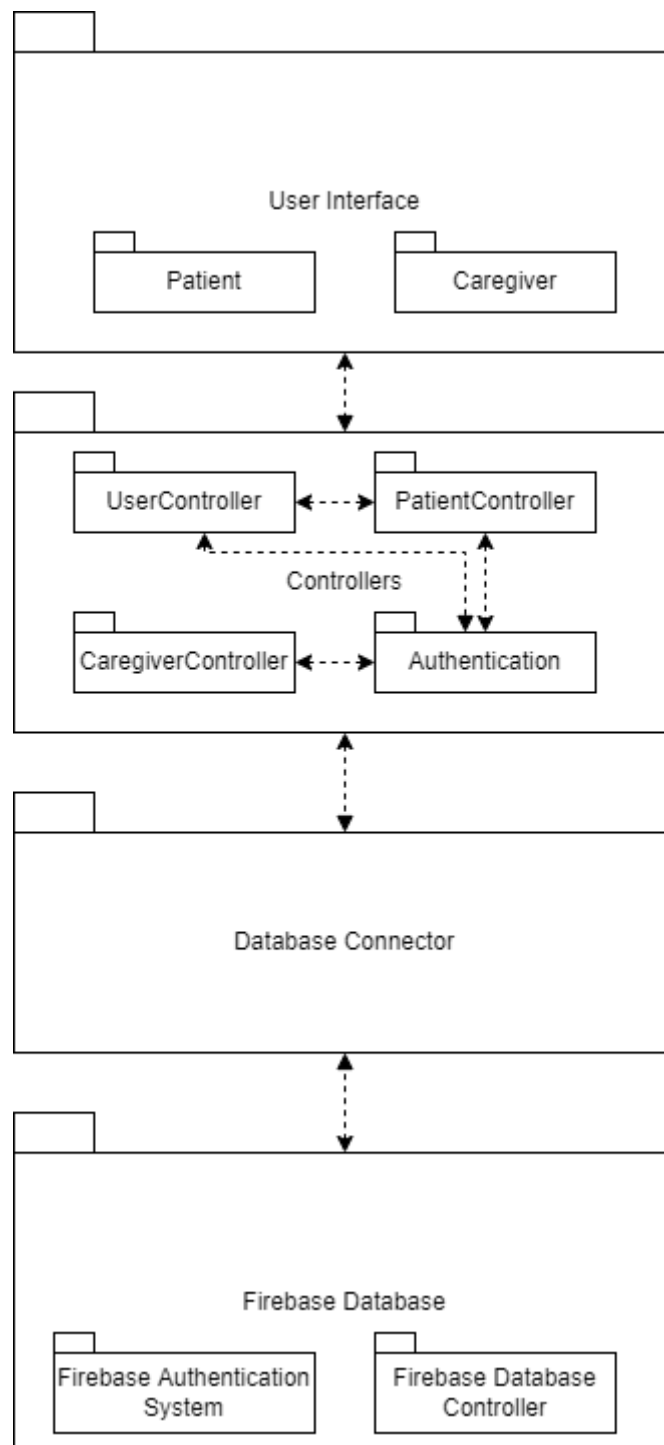 User Interface
Patient
Caregiver
UserController
PatientController
Controllers
CaregiverController
Authentication
Database Connector
Firebase Database
Firebase Authentication
System
Firebase Database
Controller